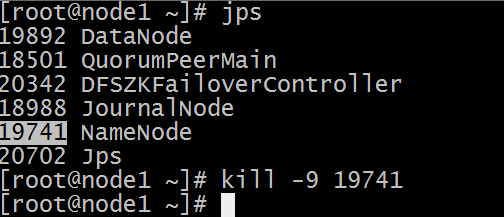 [root@node1 ~]# jps
19892 DataNode
18501 QuorumPeerMain
20342 DFSZKFailoverController
18988 JournalNode
19741 NameNode
20702 Jps
[root@node1 ~]# kill -9 19741
[root@node1 ~]#